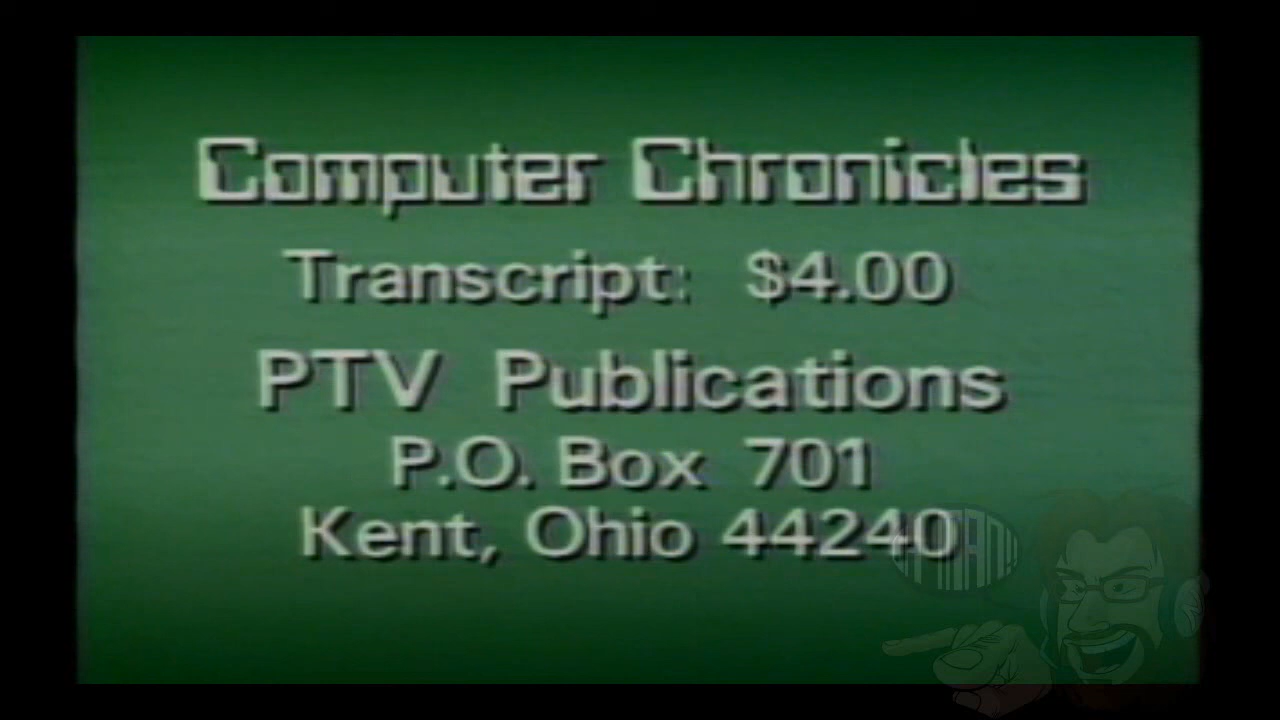 Computer Chronicles
Transcript: $4.00
PTV Publications
P.O. Box 701
Kent, Ohio 44240